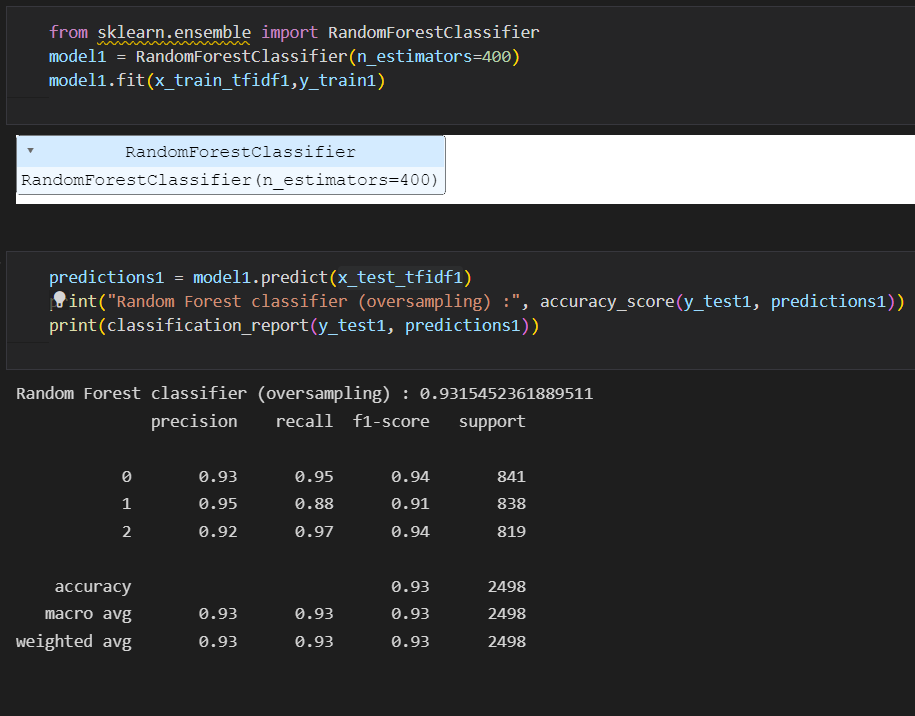 from sklearn.ensemble import RandomForestClassifier
model1 = RandomForestClassifier(n_estimators=400)
model1.fit(x_train_tfidf1,y_train1)
RandomForestClassifier
RandomForestClassifier(n_estimators=400)
predictions1 = model1.predict(x_test_tfidf1)
print("Random Forest classifier (oversampling) :", accuracy_score(y_test1, predictions1))
print(classification_report(y_test1, predictions1))
Random Forest classifier (oversampling) : 0.9315452361889511
precision recall f1-score support
0 0.93 0.95 0.94 841
1 0.95 0.88 0.91 838
2 0.92 0.97 0.94 819
accuracy 0.93 2498
macro avg 0.93 0.93 0.93 2498
weighted avg 0.93 0.93 0.93 2498